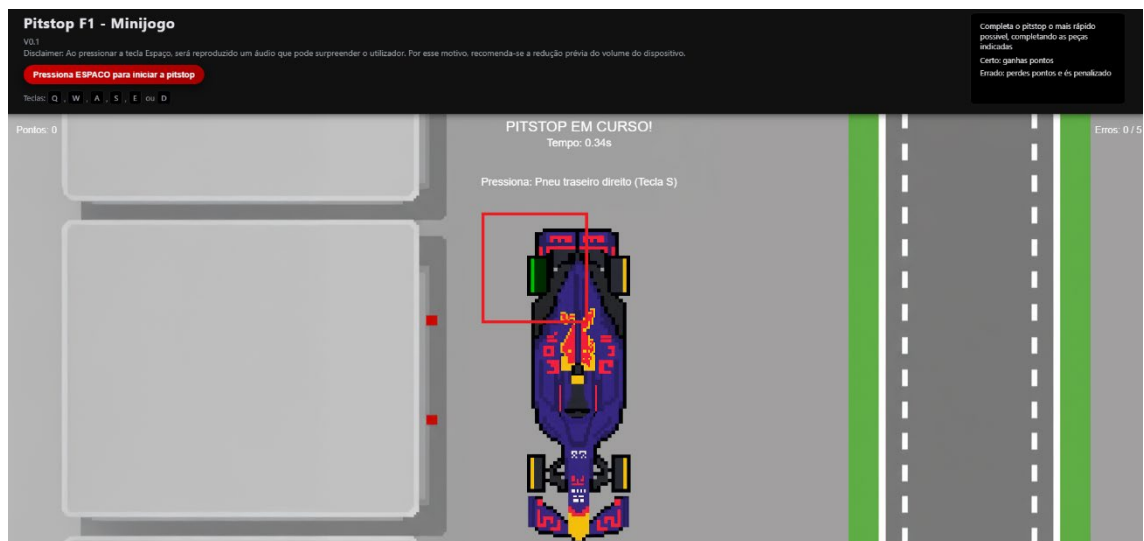 Pitstop F1 - Minijogo
V0.1
Disclaimer: Ao pressionar a tecla Espaço, será reproduzido um áudio que pode surpreender o utilizador. Por esse motivo, recomenda-se a redução prévia do volume do dispositivo.
Pressiona ESPACO para iniciar a pitstop
Teclas: Q , W , A , S , E ou D
Completa o pitstop o mais rápido
possivel, completando as peças
indicadas
Certo: ganhas pontos
Errado: perdes pontos e és penalizado
Pontos: 0
PITSTOP EM CURSO!
Tempo: 0.34s
Erros: 0 / 5
Pressiona: Pneu traseiro direito (Tecla S)